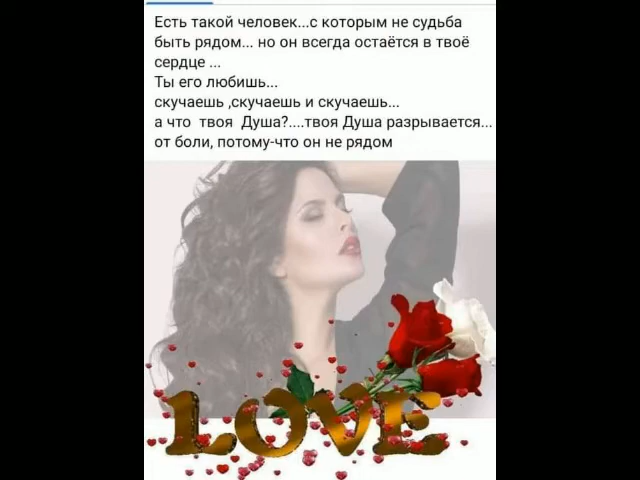 Есть такой человек...с которым не судьба
быть рядом... но он всегда остаётся в твоё
сердце ...
Ты его любишь...
скучаешь ,скучаешь и скучаешь...
а что твоя Душа?....твоя Душа разрывается...
от боли, потому-что он не рядом
LOVE